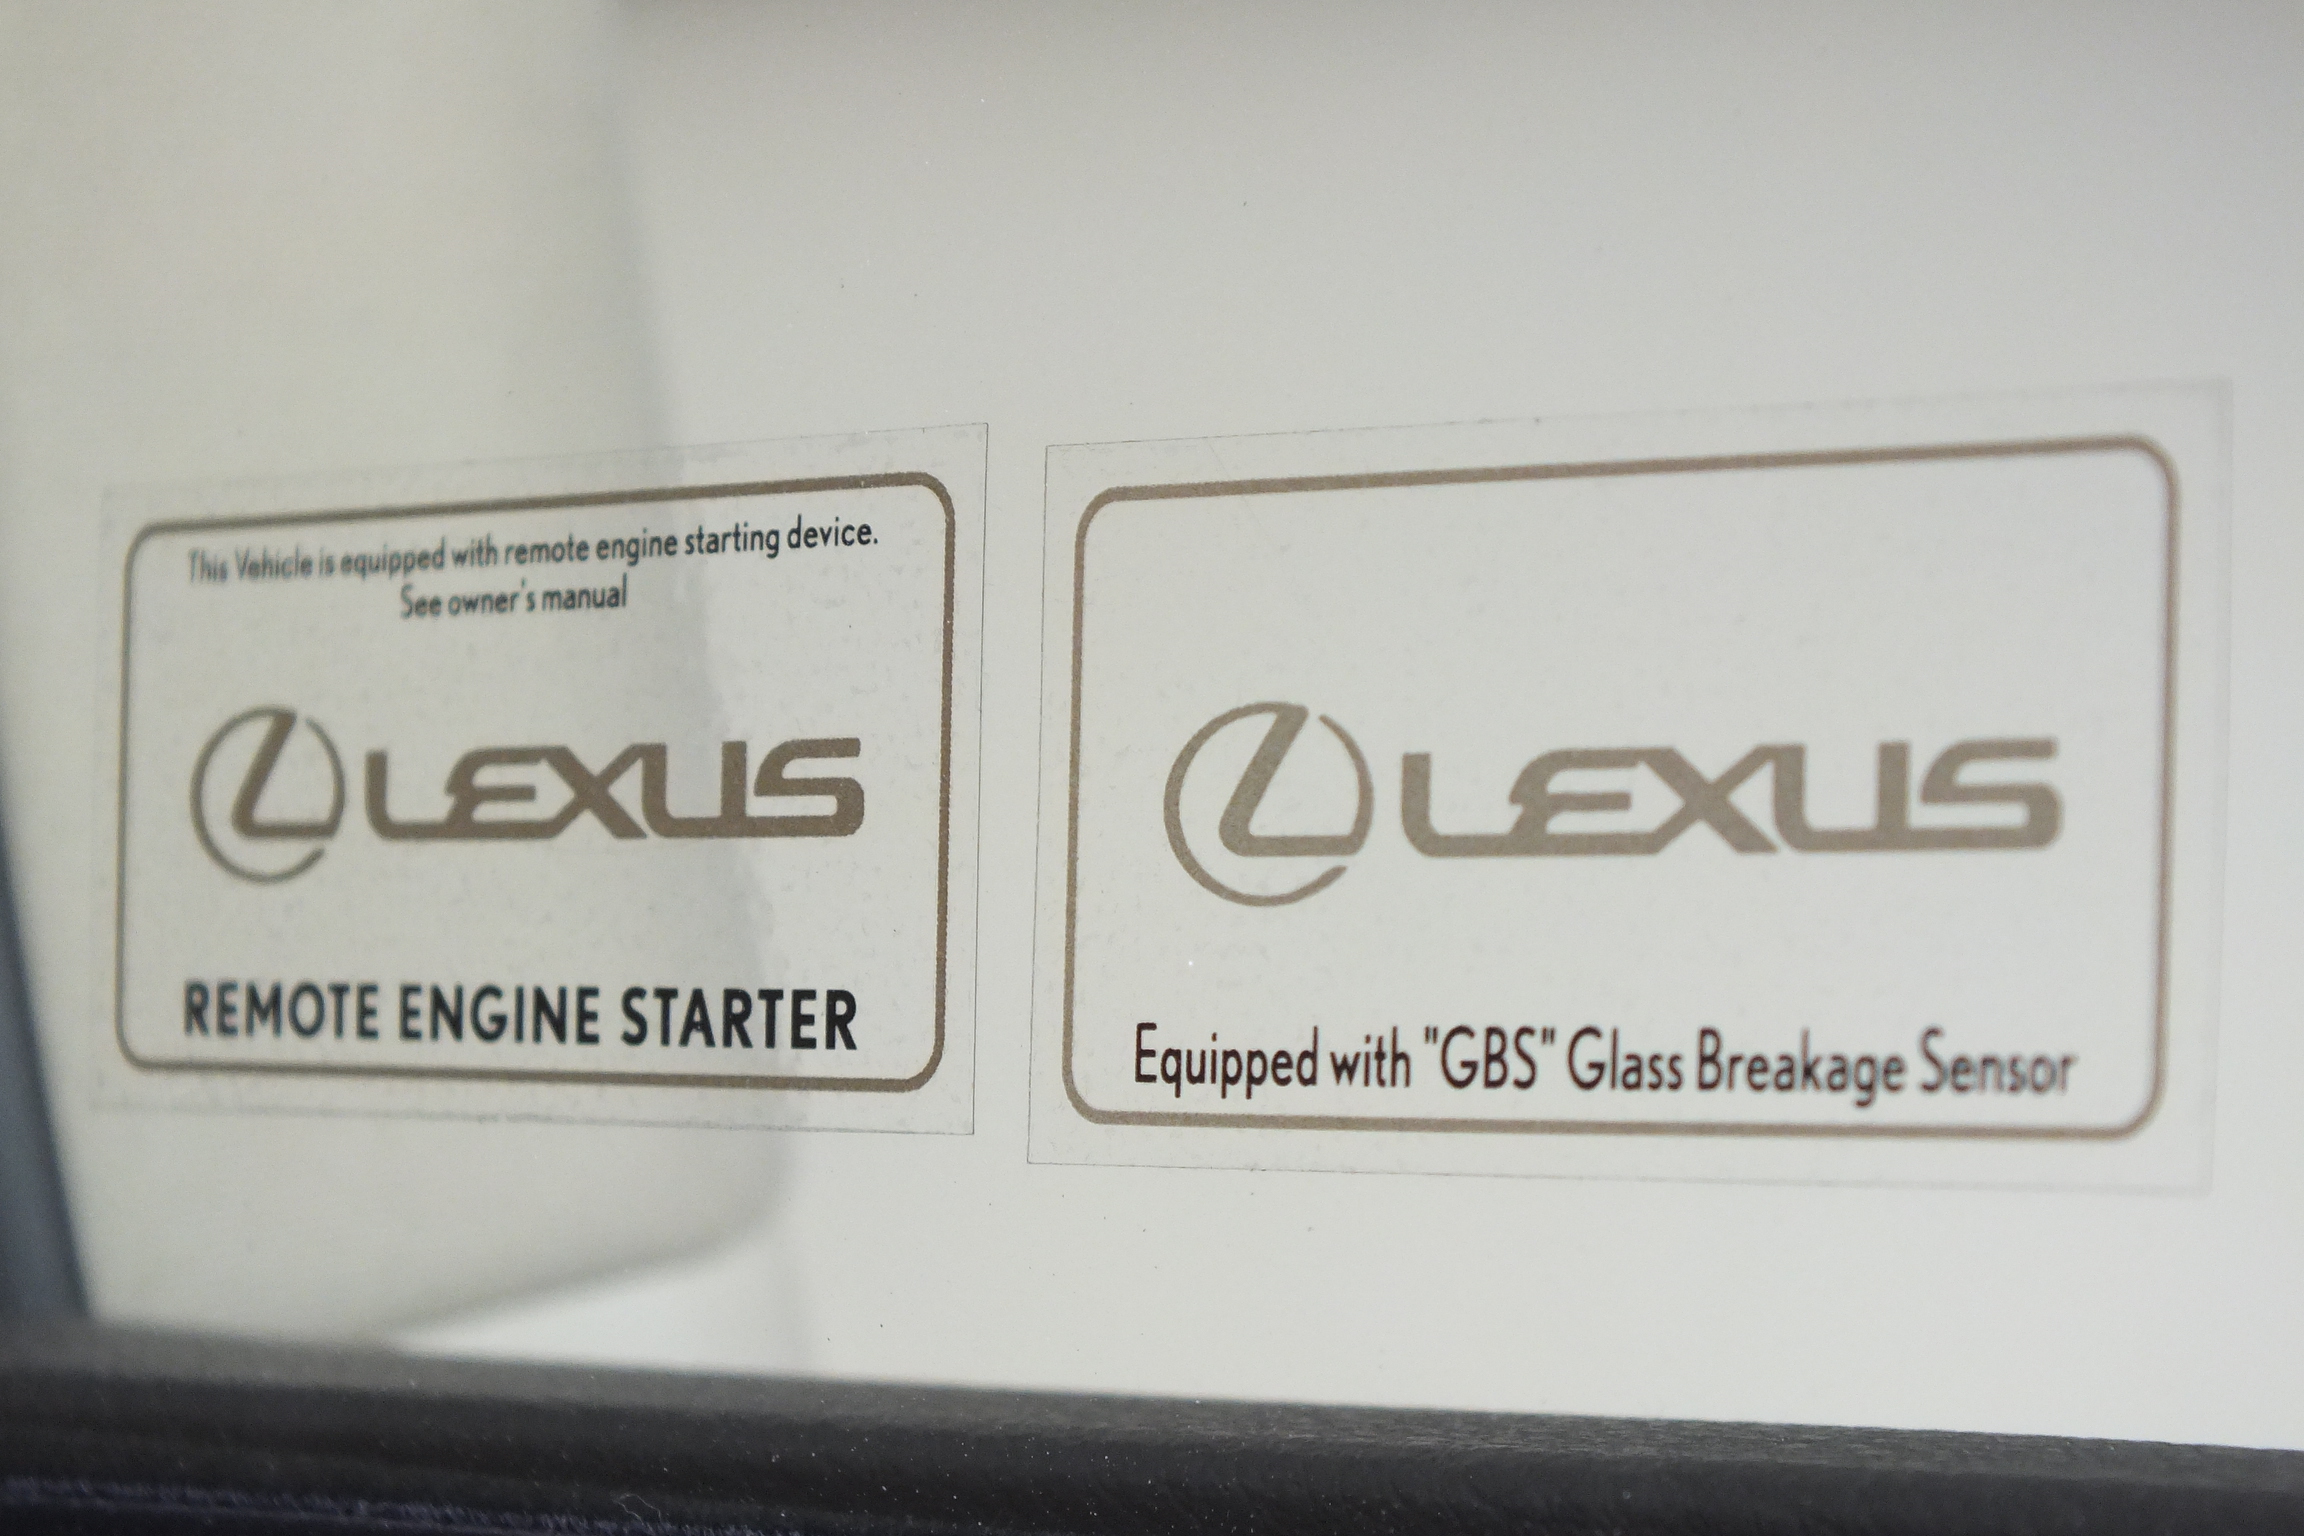 This Vehicle is equipped with remote engine starting device.
See owner's manual
LEXUS
REMOTE ENGINE STARTER
LEXUS
Equipped with "GBS" Glass Breakage Sensor